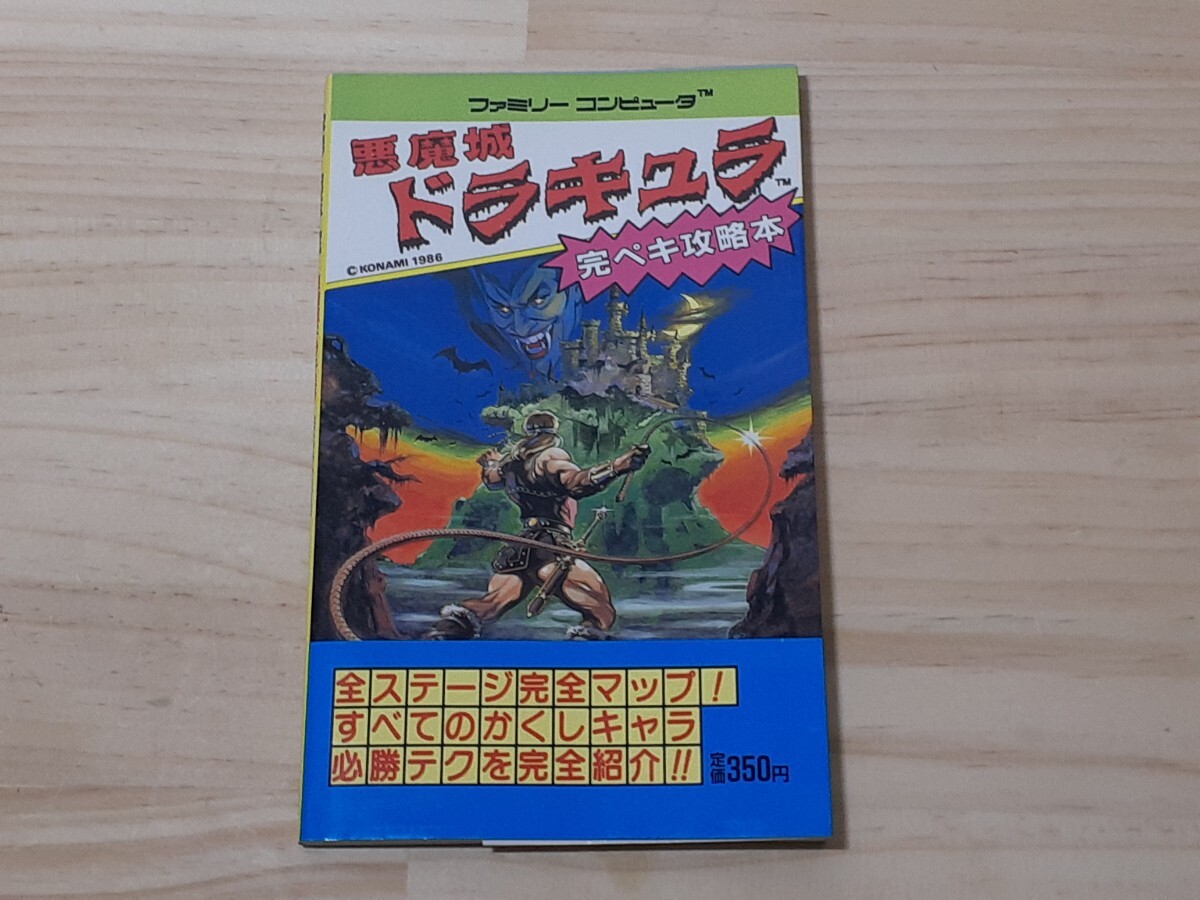 ファミリー コンピュータ™
悪魔城
ドラキュラ™
完ペキ攻略本
© KONAMI 1986
全ステージ完全マップ!
すべてのかくしキャラ
必勝テクを完全紹介!!
定価350円